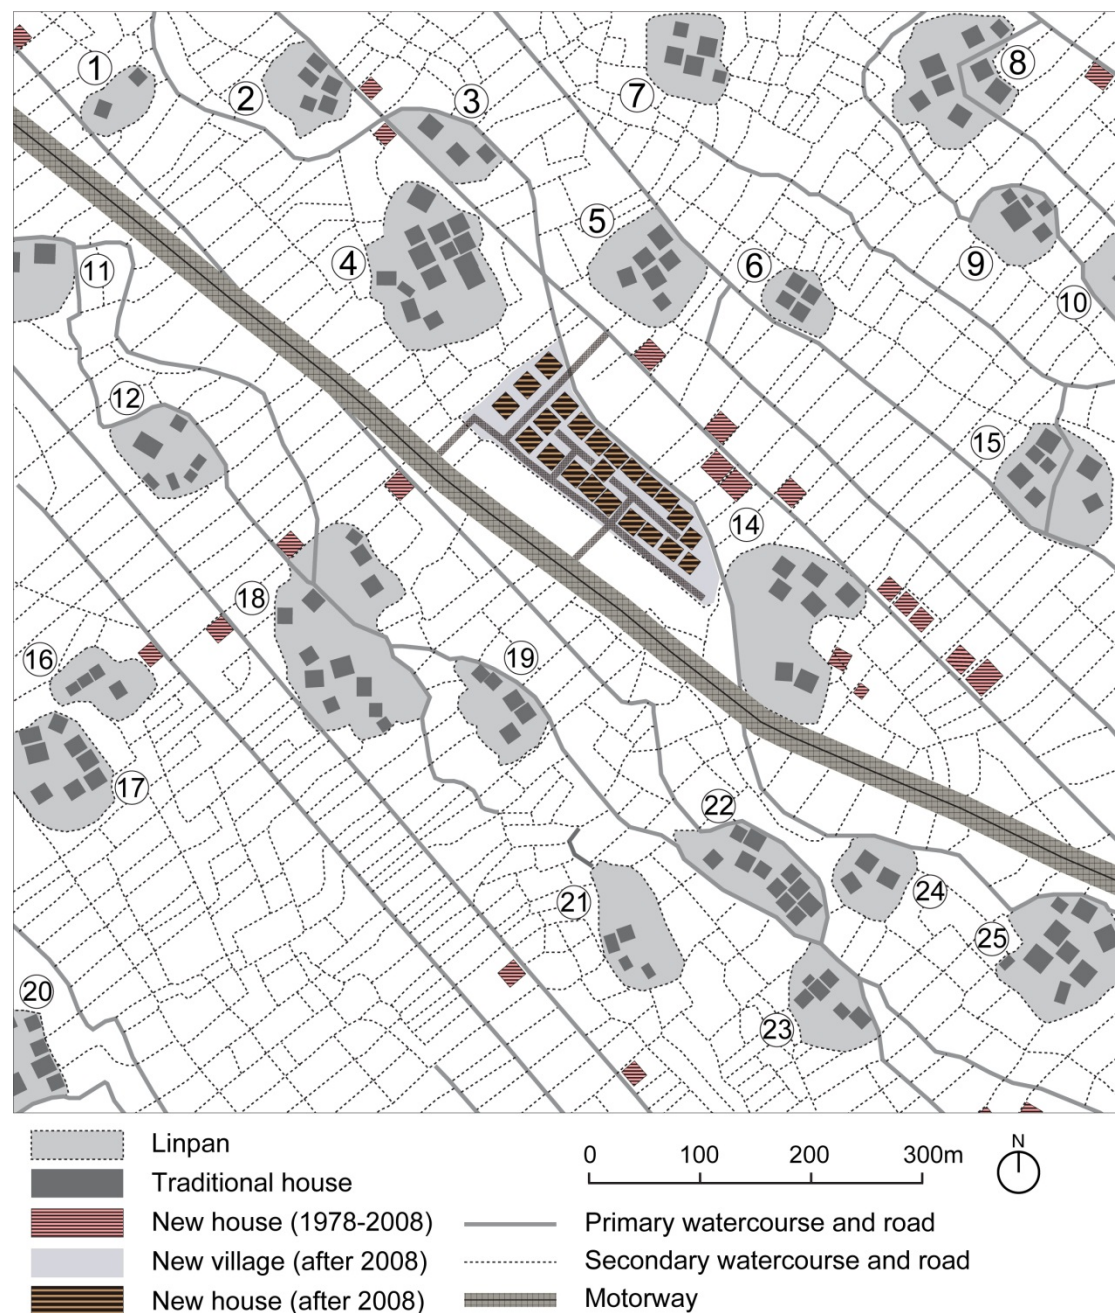 1
2
3
7
8
4
5
6
9
10
11
12
15
14
18
19
16
17
22
21
24
25
20
23
Linpan
Traditional house
New house (1978-2008)
New village (after 2008)
New house (after 2008)
0 100 200 300m
N
Primary watercourse and road
Secondary watercourse and road
Motorway